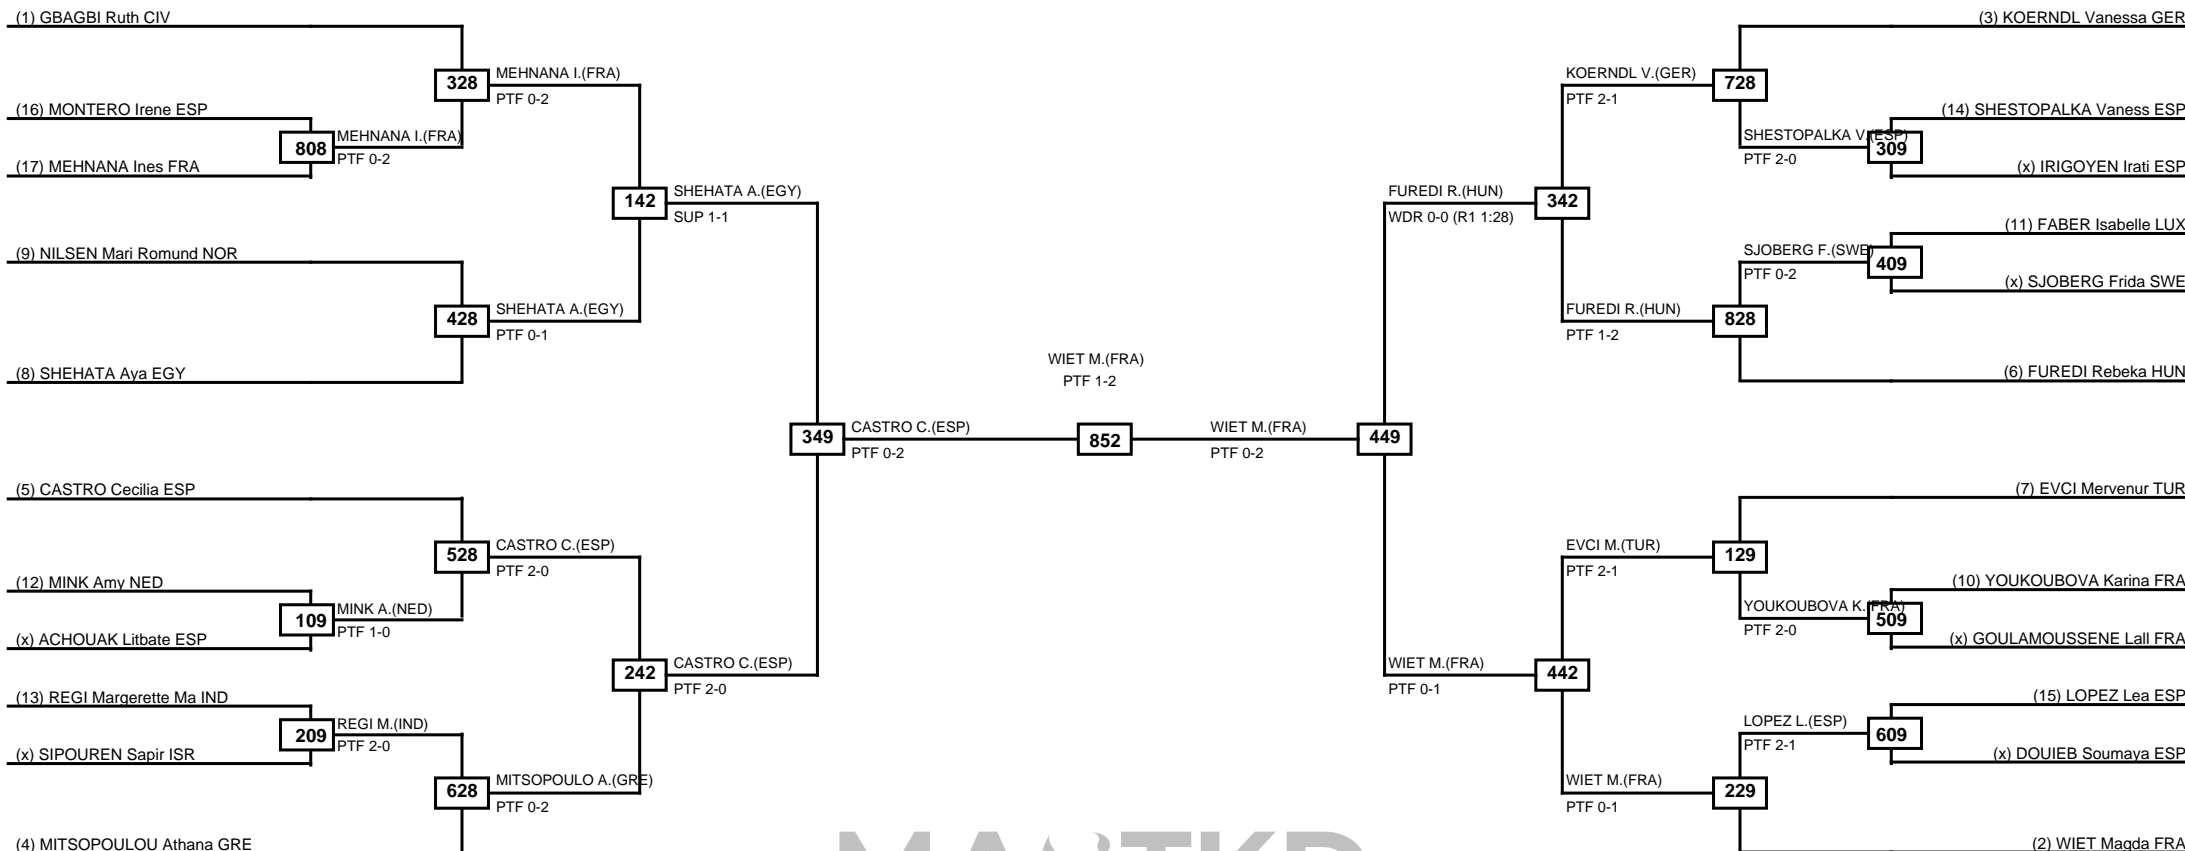 (1) GBAGBI Ruth CIV
(16) MONTERO Irene ESP
(17) MEHNANA Ines FRA
(9) NILSEN Mari Romund NOR
(8) SHEHATA Aya EGY
(5) CASTRO Cecilia ESP
(12) MINK Amy NED
(x) ACHOUAK Litbate ESP
(13) REGI Margerette Ma IND
(x) SIPOUREN Sapir ISR
(4) MITSOPOULOU Athana GRE
808
MEHNANA I.(FRA)
PTF 0-2
109
MINK A.(NED)
PTF 1-0
209
REGI M.(IND)
PTF 2-0
328
MEHNANA I.(FRA)
PTF 0-2
428
SHEHATA A.(EGY)
PTF 0-1
528
CASTRO C.(ESP)
PTF 2-0
628
MITSOPOULO A.(GRE)
PTF 0-2
142
SHEHATA A.(EGY)
SUP 1-1
242
CASTRO C.(ESP)
PTF 2-0
349
CASTRO C.(ESP)
PTF 0-2
WIET M.(FRA)
PTF 1-2
852
WIET M.(FRA)
PTF 0-2
449
FUREDI R.(HUN)
WDR 0-0 (R1 1:28)
342
WIET M.(FRA)
PTF 0-1
442
KOERNDL V.(GER)
PTF 2-1
728
FUREDI R.(HUN)
PTF 1-2
828
EVCI M.(TUR)
PTF 2-1
129
WIET M.(FRA)
PTF 0-1
229
SHESTOPALKA V.(ESP)
PTF 2-0
309
SJOBERG F.(SWE)
PTF 0-2
409
YOUKOUBOVA K.(FRA)
PTF 2-0
509
LOPEZ L.(ESP)
PTF 2-1
609
(3) KOERNDL Vanessa GER
(14) SHESTOPALKA Vaness ESP
(x) IRIGOYEN Irati ESP
(11) FABER Isabelle LUX
(x) SJOBERG Frida SWE
(6) FUREDI Rebeka HUN
(7) EVCI Mervenur TUR
(10) YOUKOUBOVA Karina FRA
(x) GOULAMOUSSENE Lall FRA
(15) LOPEZ Lea ESP
(x) DOUIEB Soumaya ESP
(2) WIET Magda FRA